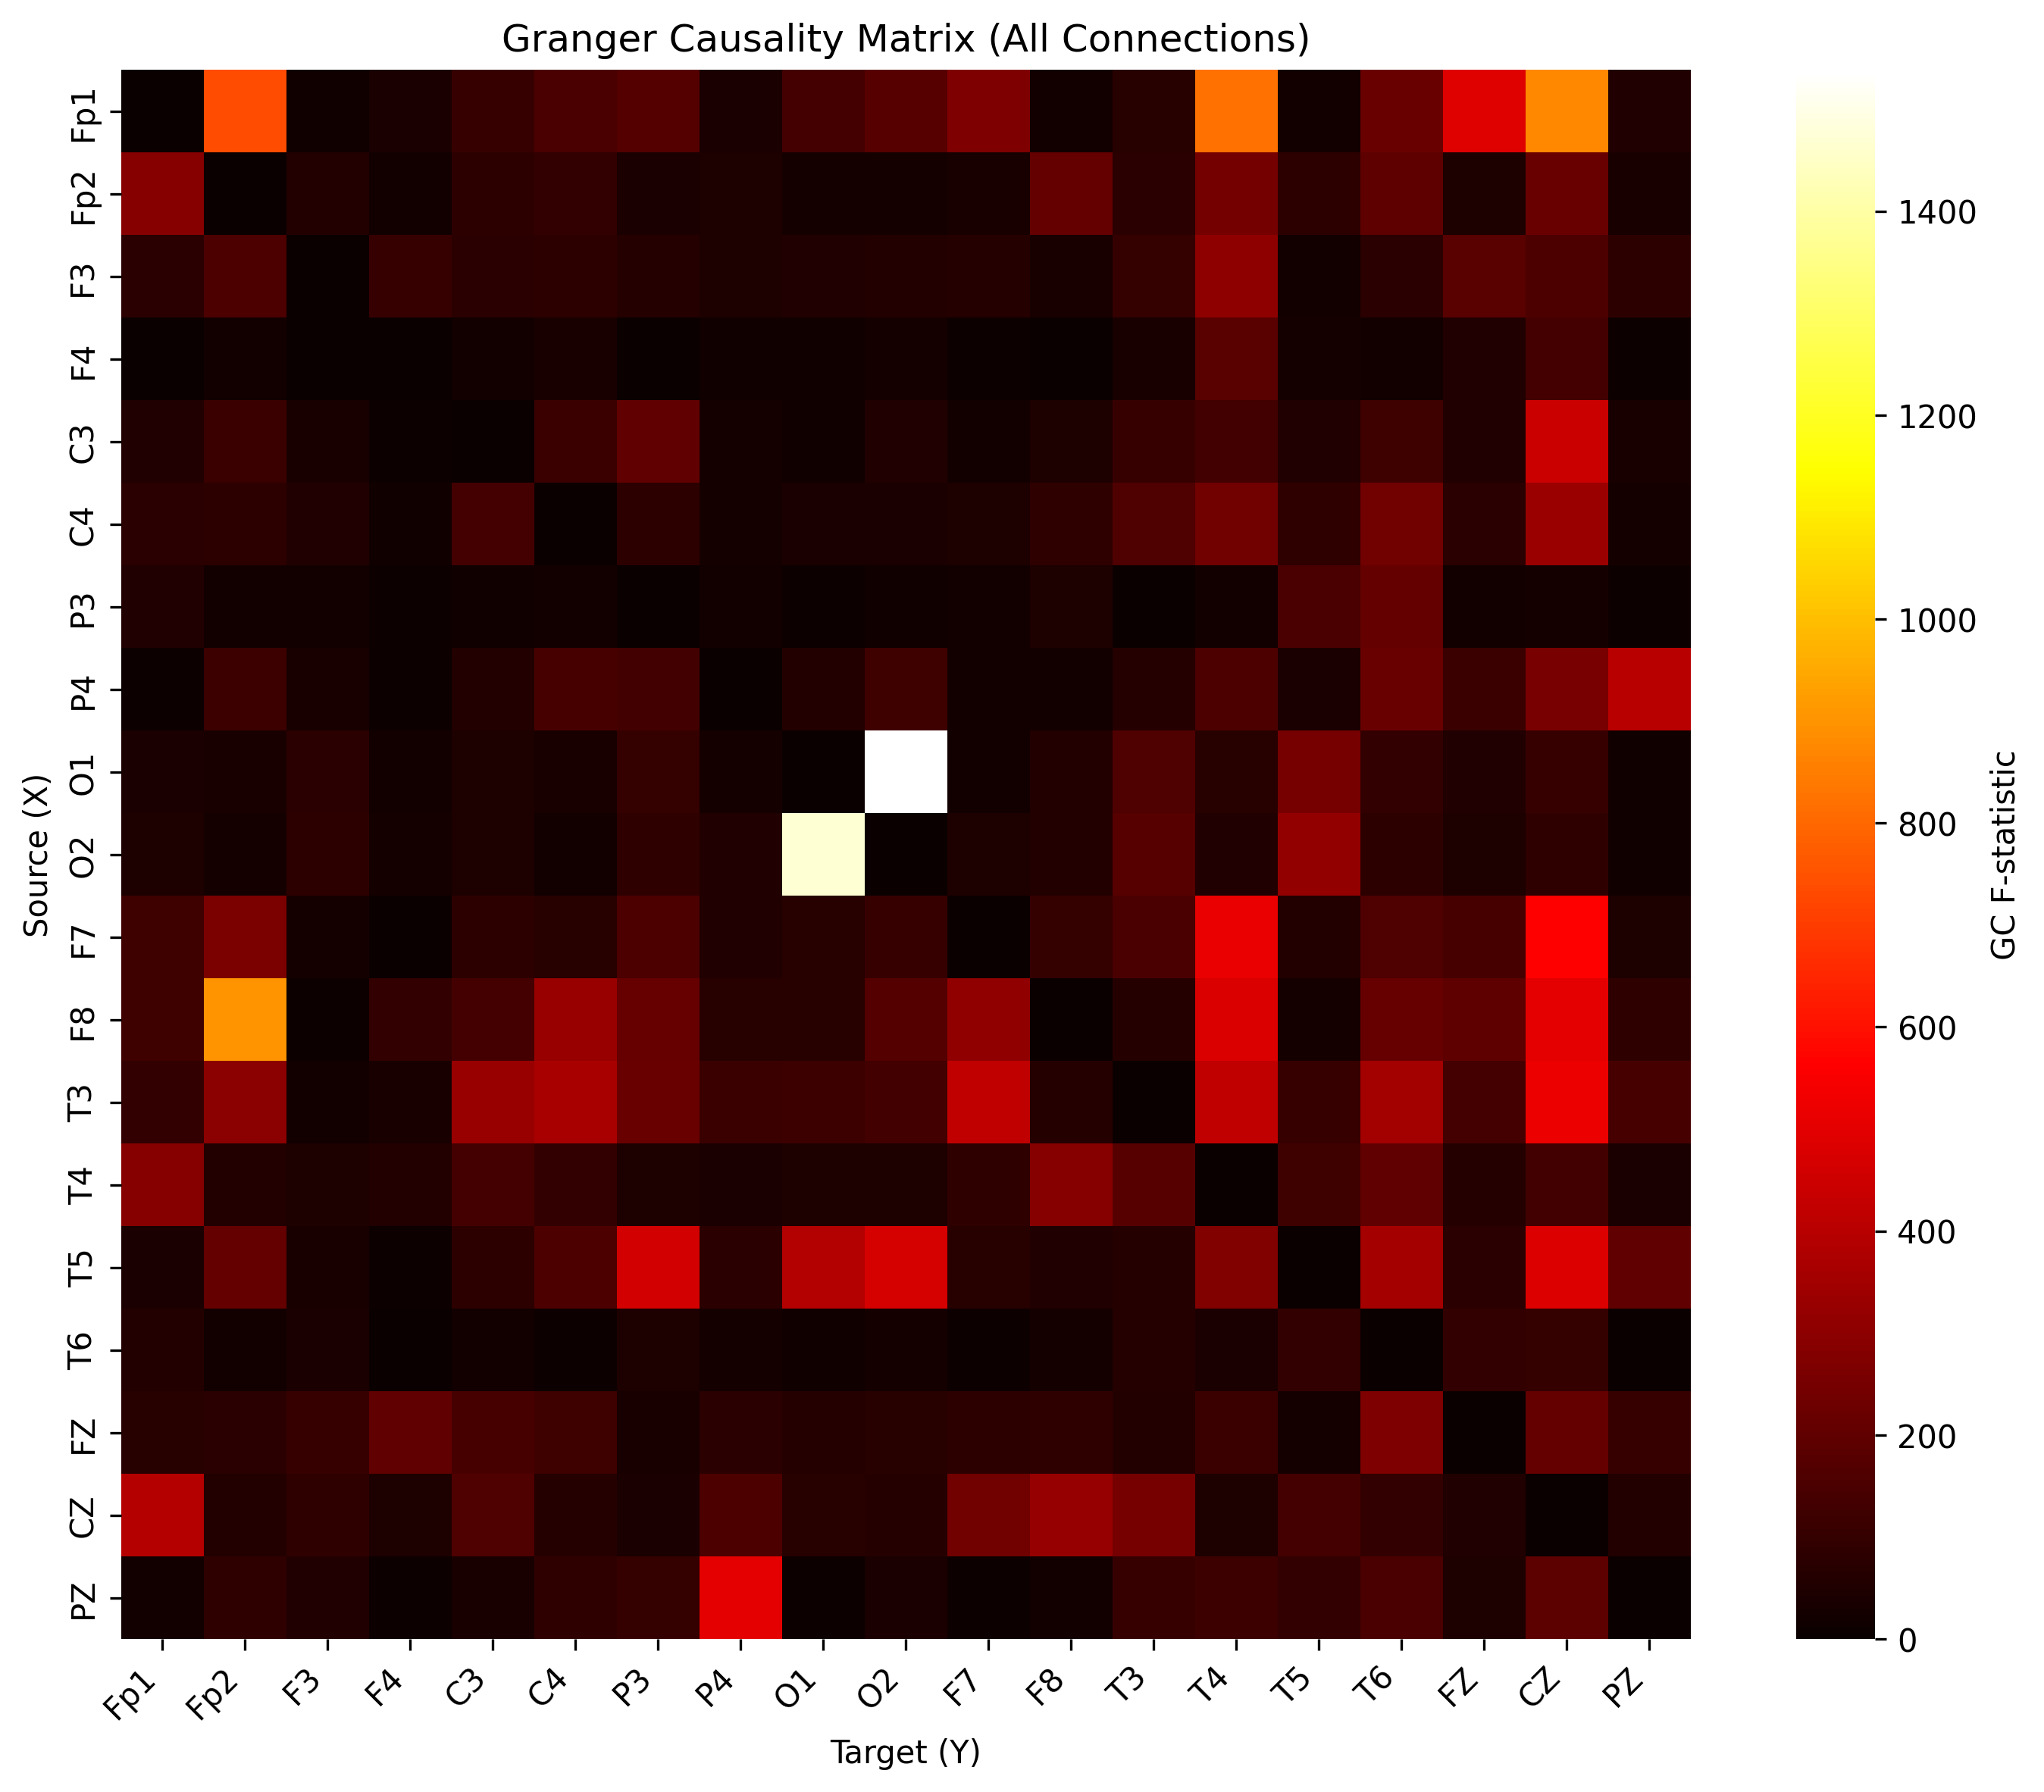 Granger Causality Matrix (All Connections)
Source (X)
Fp1
Fp2
F3
F4
C3
C4
P3
P4
O1
O2
F7
F8
T3
T4
T5
T6
FZ
CZ
PZ
Fp1 Fp2 F3 F4 C3 C4 P3 P4 O1 O2 F7 F8 T3 T4 T5 T6 FZ CZ PZ
Target (Y)
1400
1200
1000
800
600
400
200
0
GC F-statistic